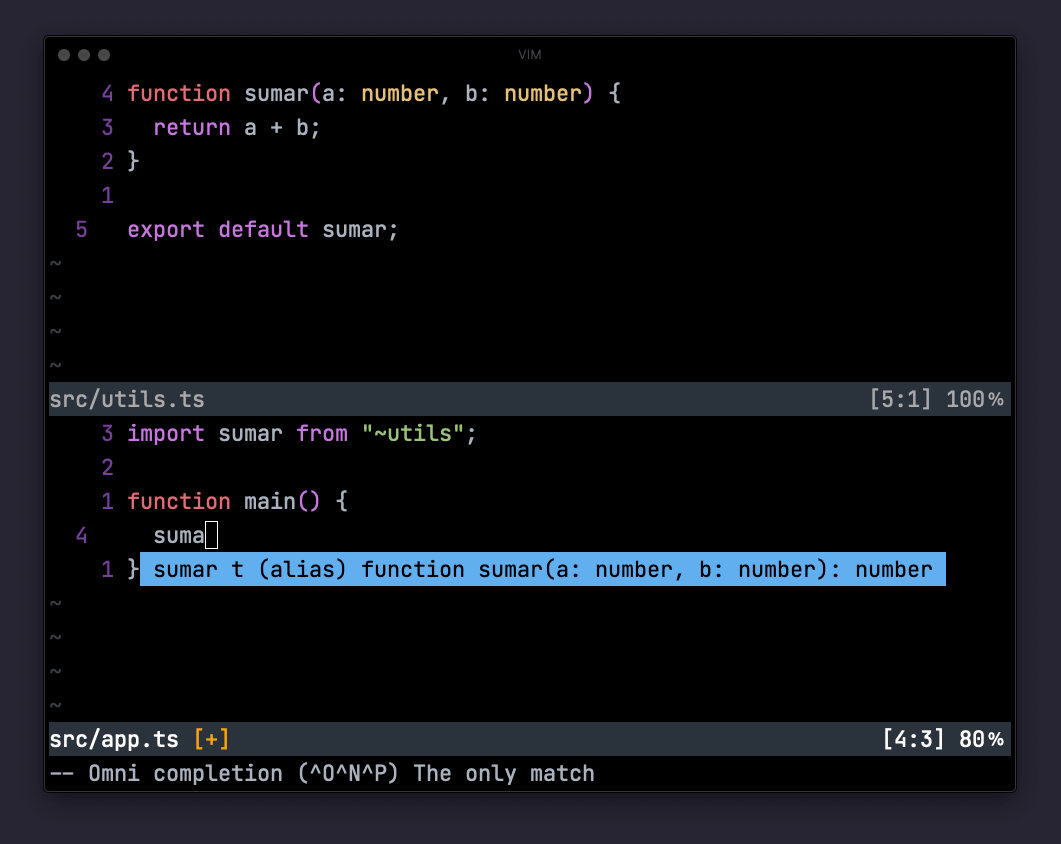 VIM
4 function sumar(a: number, b: number) {
3   return a + b;
2 }
1
5   export default sumar;
~
~
~
~
src/utils.ts [5:1] 100%
3 import sumar from "~utils";
2
1 function main() {
4     suma
1 } sumar t (alias) function sumar(a: number, b: number): number
~
~
~
~
src/app.ts [+] [4:3] 80%
-- Omni completion (^O^N^P) The only match